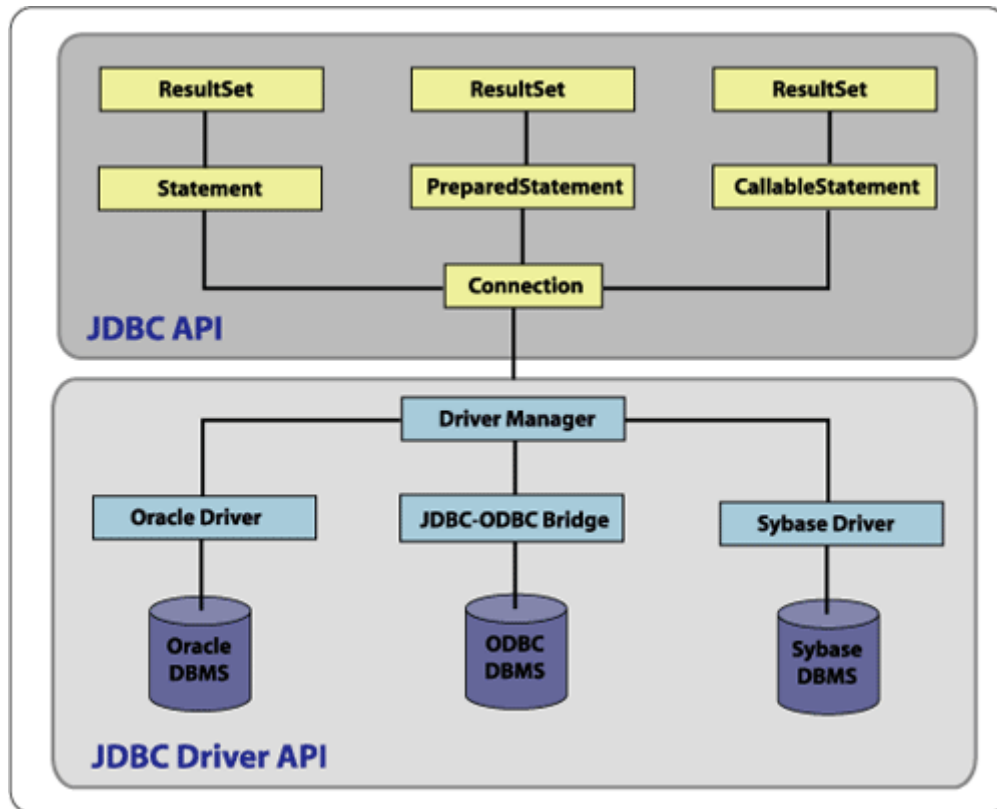 ResultSet
ResultSet
ResultSet
Statement
PreparedStatement
CallableStatement
Connection
JDBC API
Driver Manager
Oracle Driver
JDBC-ODBC Bridge
Sybase Driver
Oracle
DBMS
ODBC
DBMS
Sybase
DBMS
JDBC Driver API